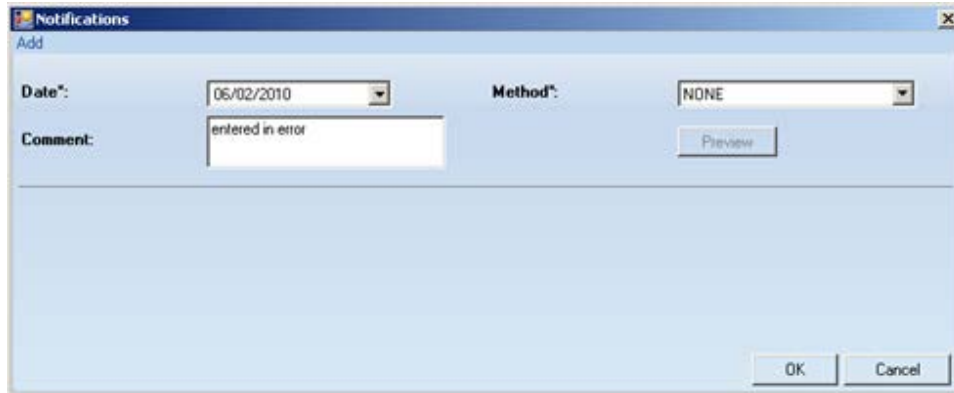 Notifications
Add
Date*: 06/02/2010 Method*: NONE
Comment: entered in error Preview
OK Cancel